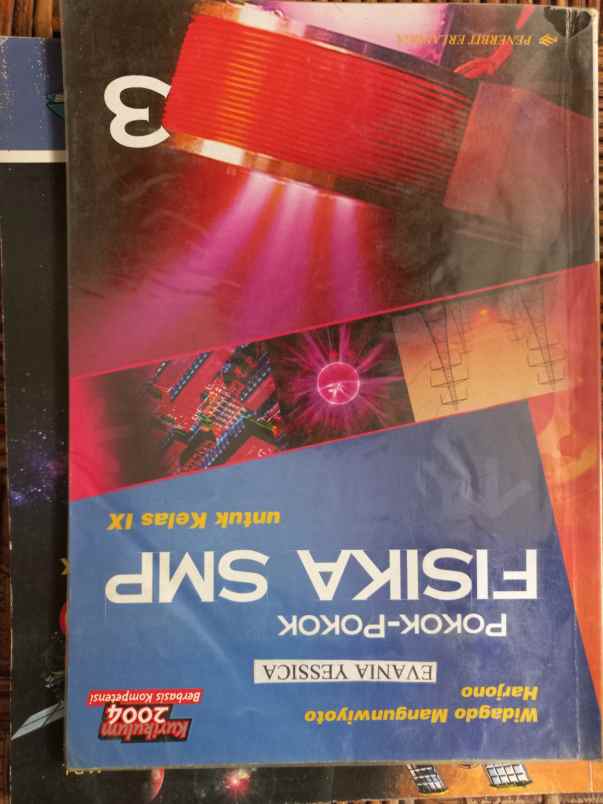 Widagdo Mangunwiyoto
Harjono
Kurikulum
2004
Berbasis Kompetensi
EVANIA YESSICA
POKOK-POKOK
FISIKA SMP
untuk Kelas IX
3
PENERBIT ERLANGGA